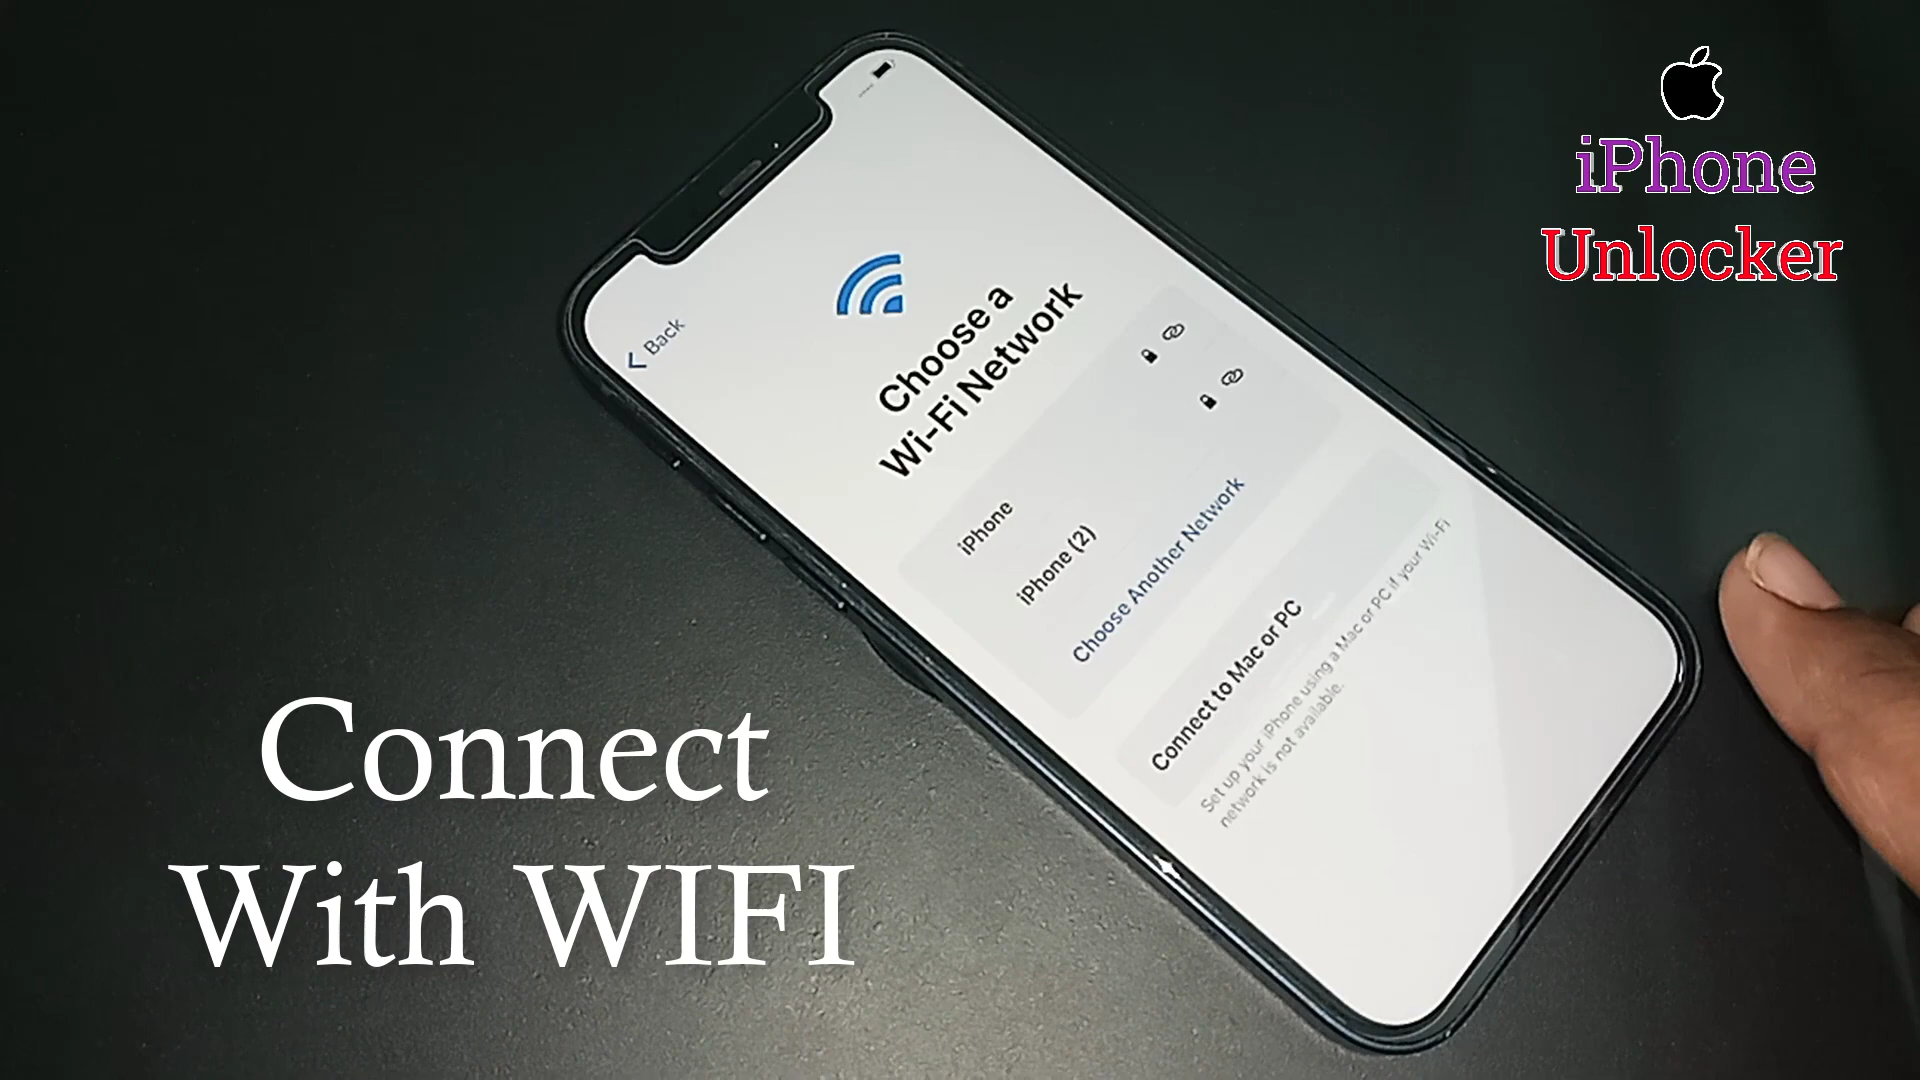 iPhone
Unlocker
Back
Choose a
Wi-Fi Network
iPhone
iPhone (2)
Choose Another Network
Connect to Mac or PC
Set up your iPhone using a Mac or PC if your Wi-Fi
network is not available.
Connect
With WIFI